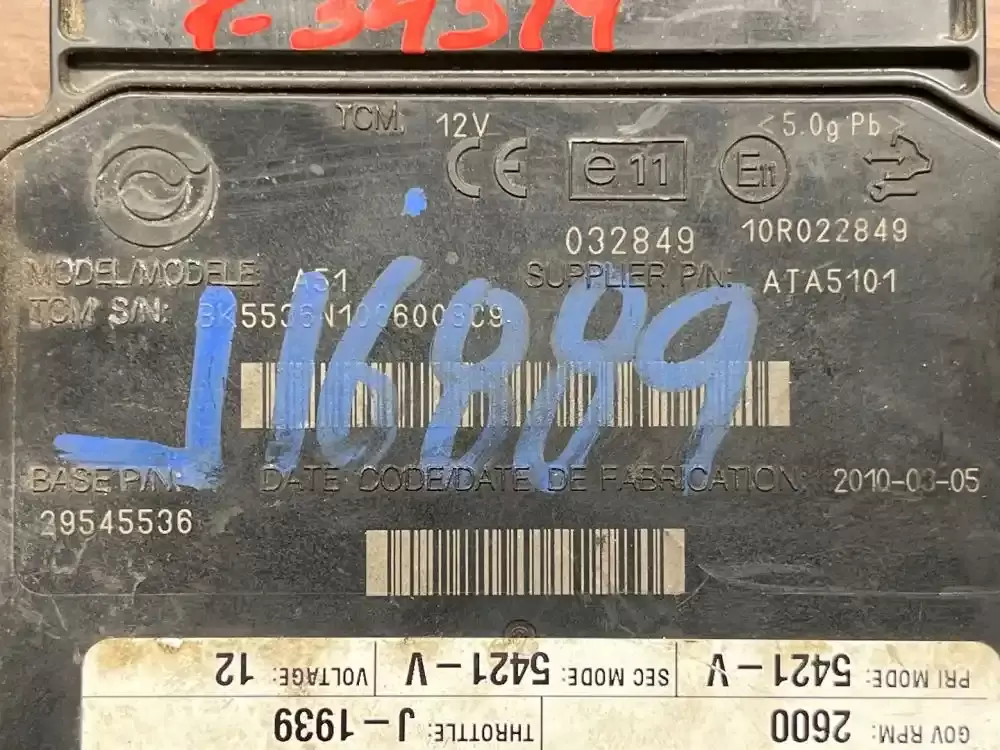 TCM 12V <5.0g Pb>
CE e11 E11
032849 10R022849
MODEL/MODELE: A51 SUPPLIER P/N: ATA5101
TCM S/N:
J16889
BASE P/N: DATE CODE/DATE DE FABRICATION: 2010-03-05
29545536
PRI MODE: 5421-V SEC MODE: 5421-V VOLTAGE: 12
GOV RPM: 2600 THROTTLE: J-1939